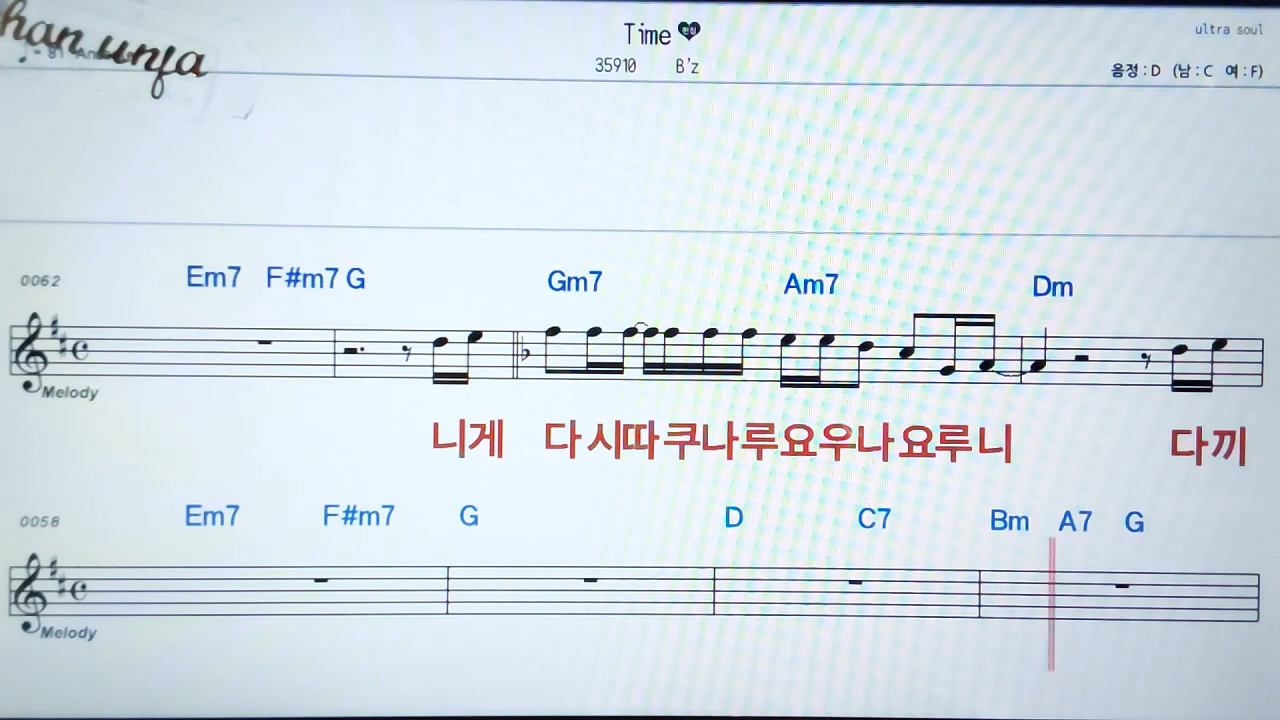 han unja
Time
ultra soul
35910 B'z
음정:D (남:C 여:F)
0062 Em7 F#m7 G Gm7 Am7 Dm
Melody
니게 다시따쿠나루요우나요루니 다끼
0058 Em7 F#m7 G D C7 Bm A7 G
Melody